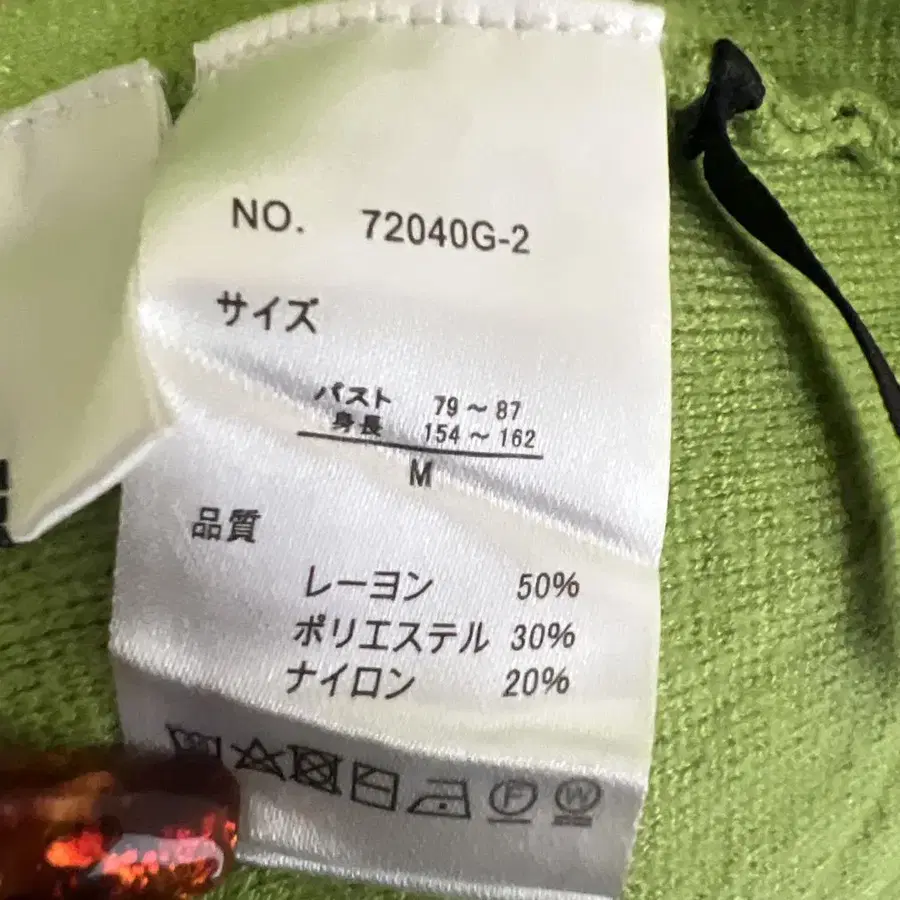 NO. 72040G-2
サイズ
バスト 79～87
身長 154～162
M
品質
レーヨン 50%
ポリエステル 30%
ナイロン 20%
F W